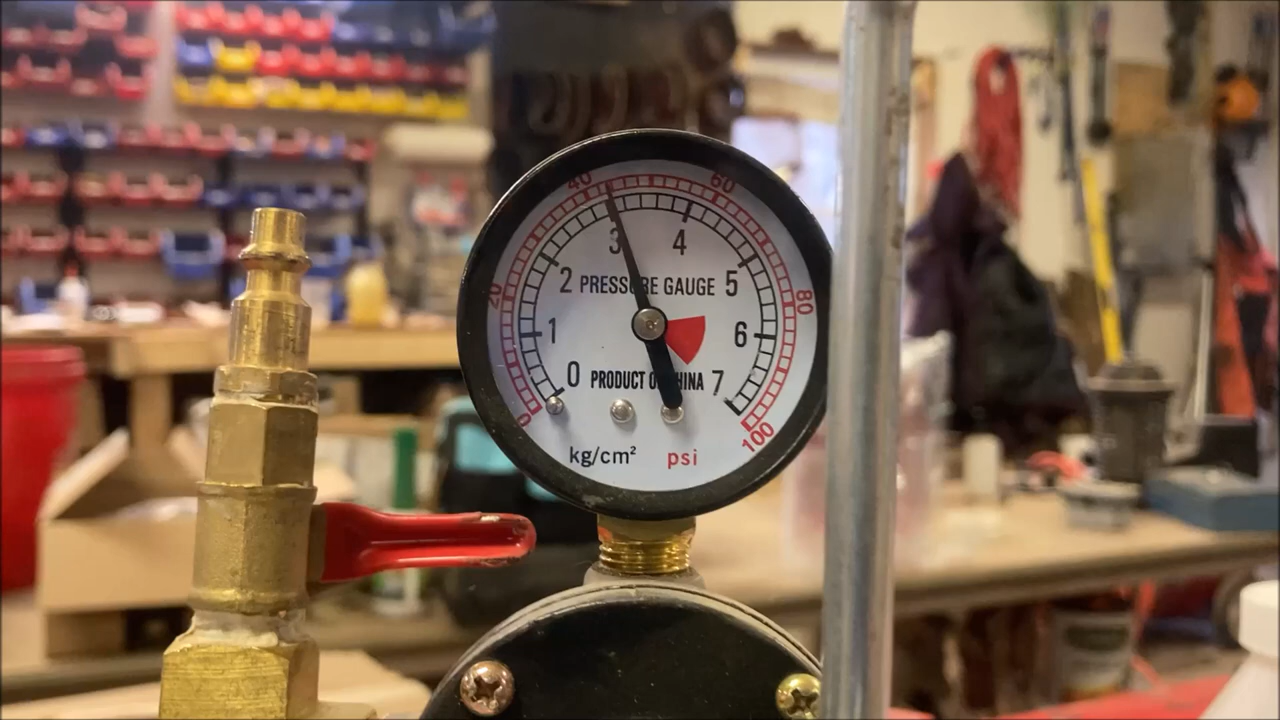 40 60
3 4
2 PRESSURE GAUGE 5
20 80
1 6
0 PRODUCT OF CHINA 7
0 100
kg/cm² psi